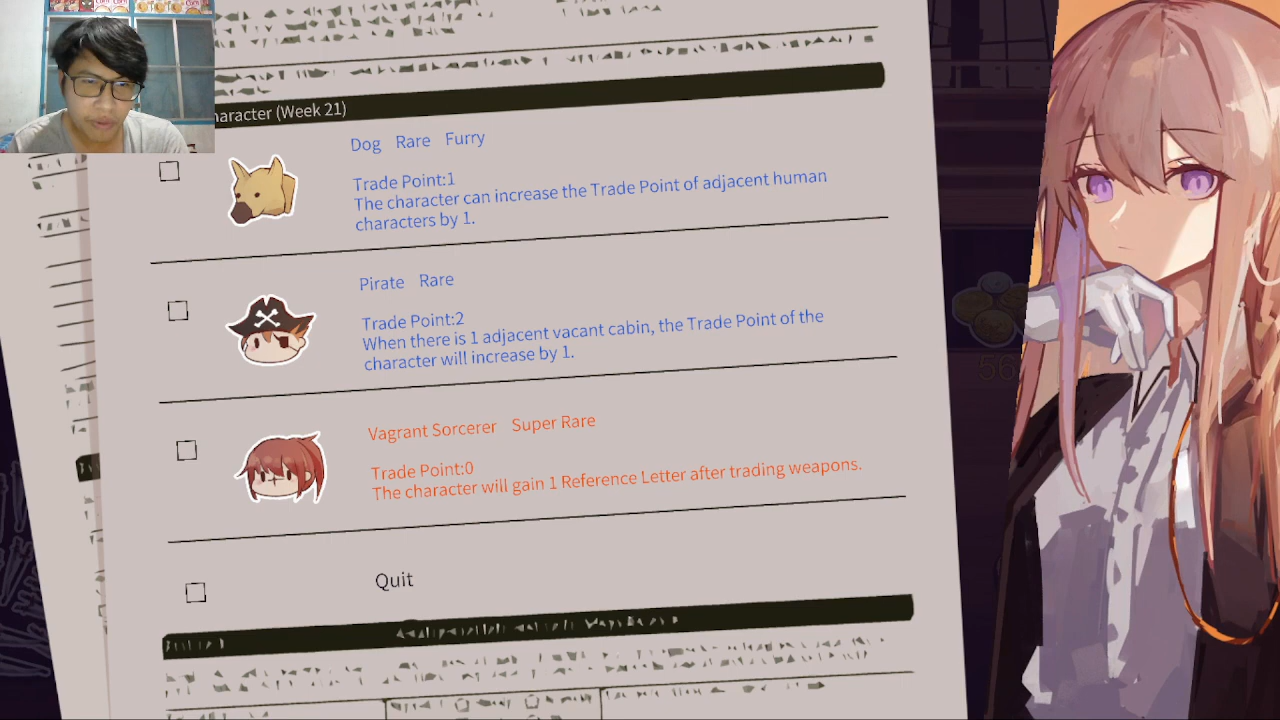 haracter (Week 21)
Dog Rare Furry
Trade Point:1
The character can increase the Trade Point of adjacent human
characters by 1.
Pirate Rare
Trade Point:2
When there is 1 adjacent vacant cabin, the Trade Point of the
character will increase by 1.
Vagrant Sorcerer Super Rare
Trade Point:0
The character will gain 1 Reference Letter after trading weapons.
Quit